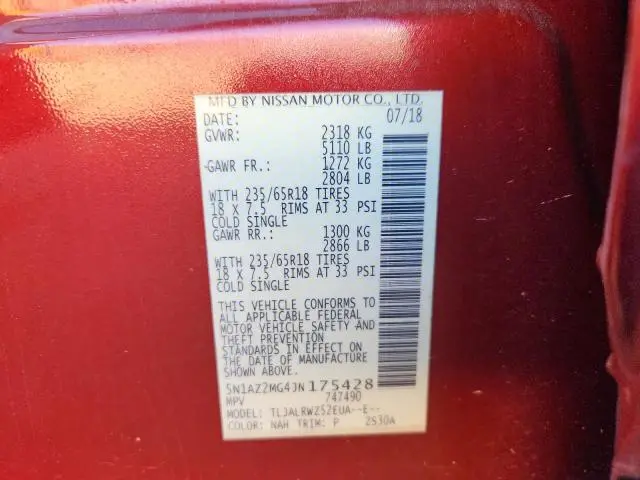 MFD BY NISSAN MOTOR CO., LTD.
DATE: 07/18
GVWR: 2318 KG
5110 LB
GAWR FR.: 1272 KG
2804 LB
WITH 235/65R18 TIRES
18 X 7.5 RIMS AT 33 PSI
COLD SINGLE
GAWR RR.: 1300 KG
2866 LB
WITH 235/65R18 TIRES
18 X 7.5 RIMS AT 33 PSI
COLD SINGLE
THIS VEHICLE CONFORMS TO
ALL APPLICABLE FEDERAL
MOTOR VEHICLE SAFETY AND
THEFT PREVENTION
STANDARDS IN EFFECT ON
THE DATE OF MANUFACTURE
5N1AZ2MG4JN175428
MPV 747490
MODEL: TLJALRWZ52EUA--E--
COLOR: NAH TRIM: P 2S30A